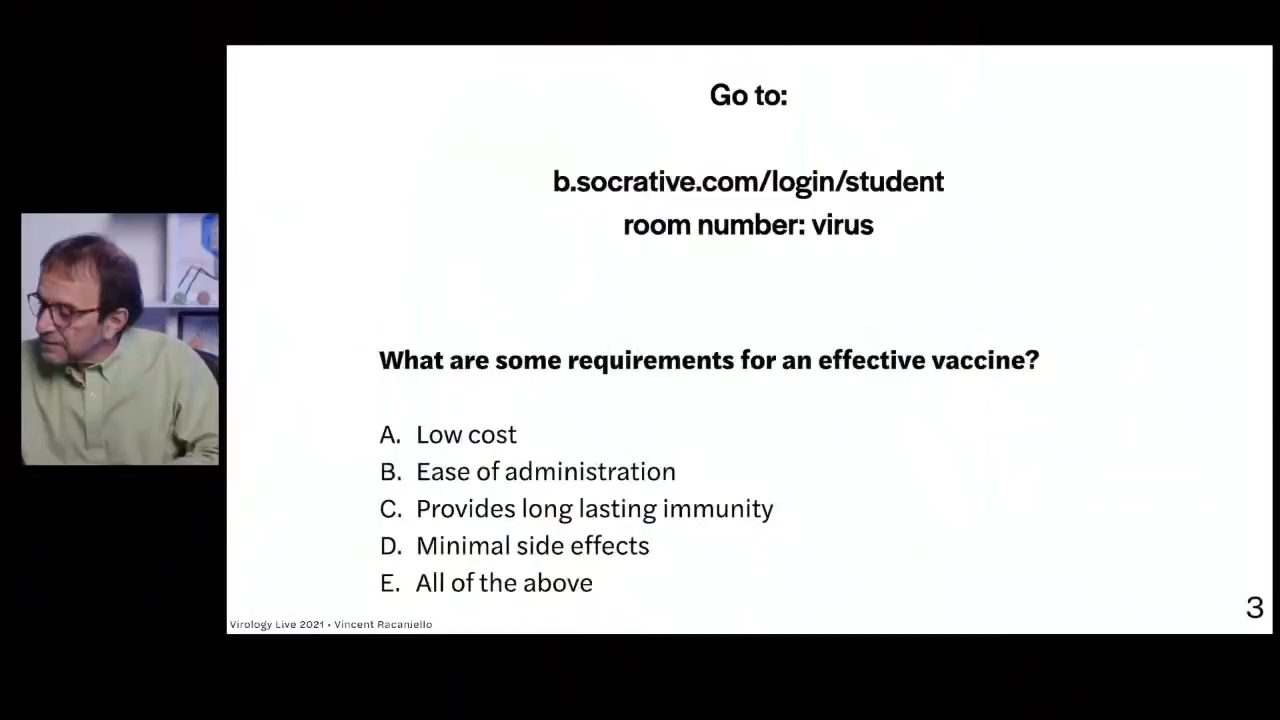 Go to:
b.socrative.com/login/student
room number: virus
What are some requirements for an effective vaccine?
A. Low cost
B. Ease of administration
C. Provides long lasting immunity
D. Minimal side effects
E. All of the above
Virology Live 2021 • Vincent Racaniello
3